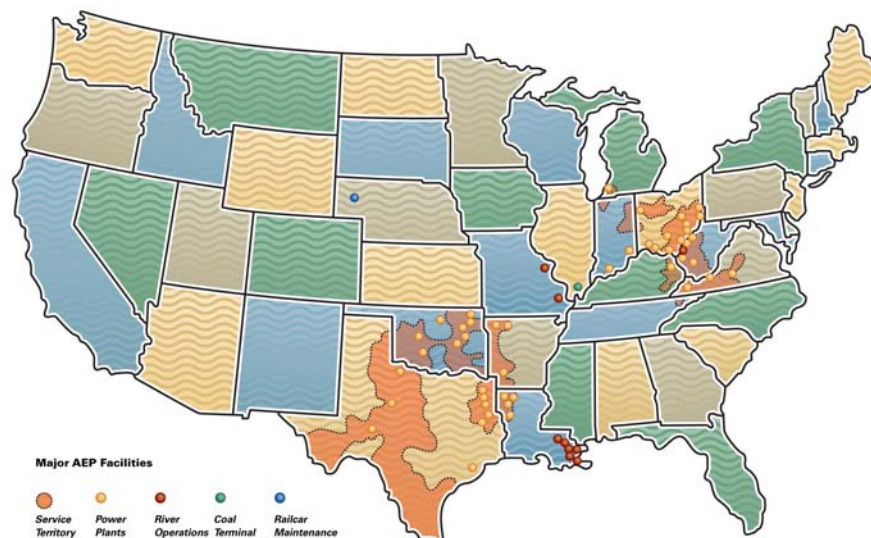 Major AEP Facilities
Service Territory
Power Plants
River Operations
Coal Terminal
Railcar Maintenance